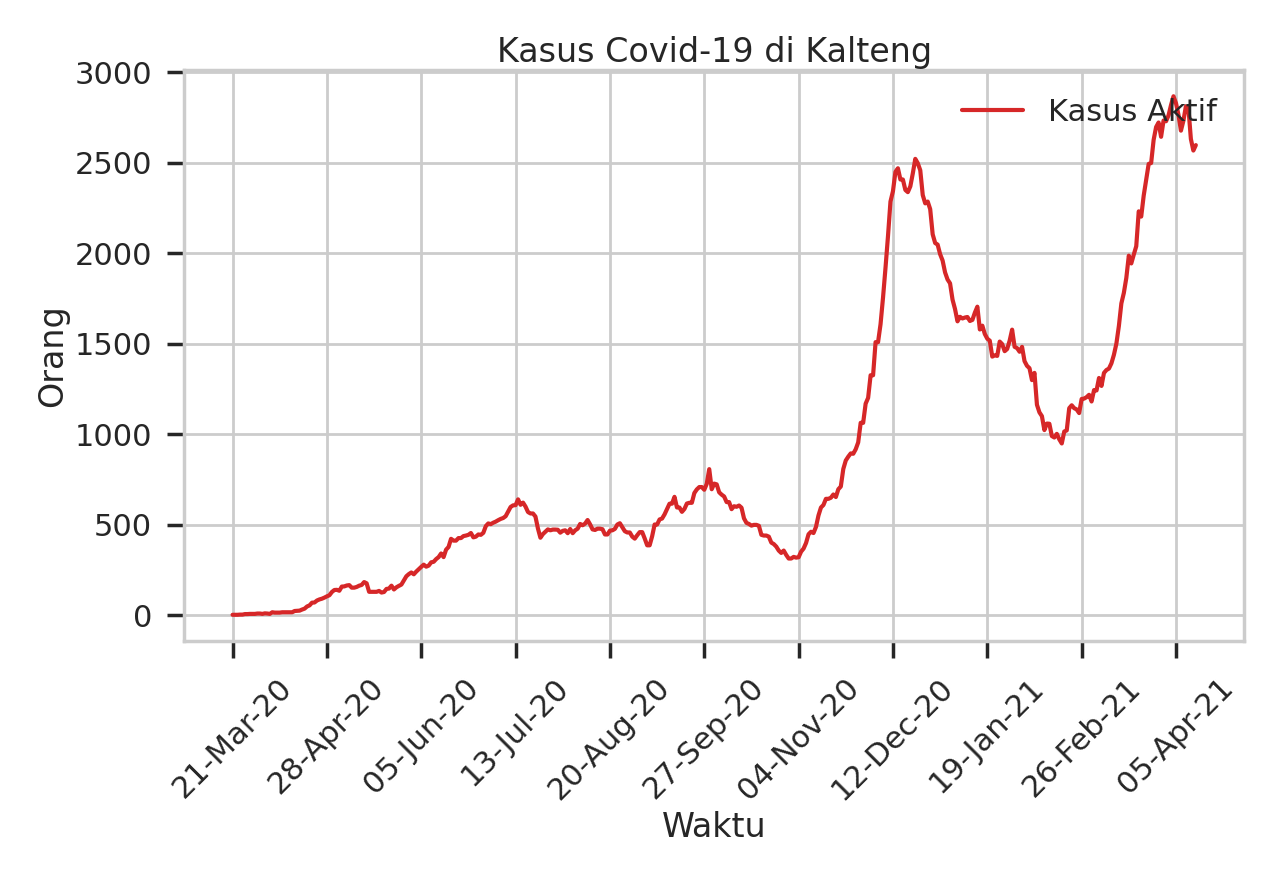 Kasus Covid-19 di Kalteng
Kasus Aktif
3000
2500
2000
1500
1000
500
0
Orang
21-Mar-20
28-Apr-20
05-Jun-20
13-Jul-20
20-Aug-20
27-Sep-20
04-Nov-20
12-Dec-20
19-Jan-21
26-Feb-21
05-Apr-21
Waktu